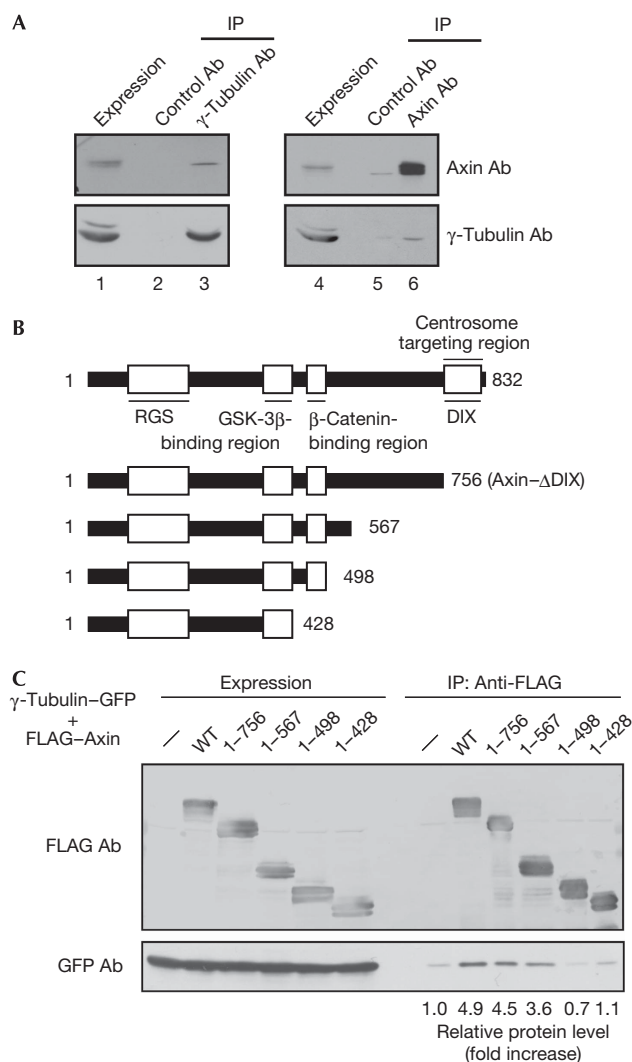 A
IP
IP
Expression
Control Ab
γ-Tubulin Ab
Expression
Control Ab
Axin Ab
Axin Ab
γ-Tubulin Ab
1 2 3 4 5 6
B
Centrosome
targeting region
1 832
RGS GSK-3β- β-Catenin- DIX
binding region binding region
1 756 (Axin–ΔDIX)
1 567
1 498
1 428
C
Expression IP: Anti-FLAG
γ-Tubulin–GFP
+
FLAG–Axin
— WT 1–756 1–567 1–498 1–428 — WT 1–756 1–567 1–498 1–428
FLAG Ab
GFP Ab
1.0 4.9 4.5 3.6 0.7 1.1
Relative protein level
(fold increase)